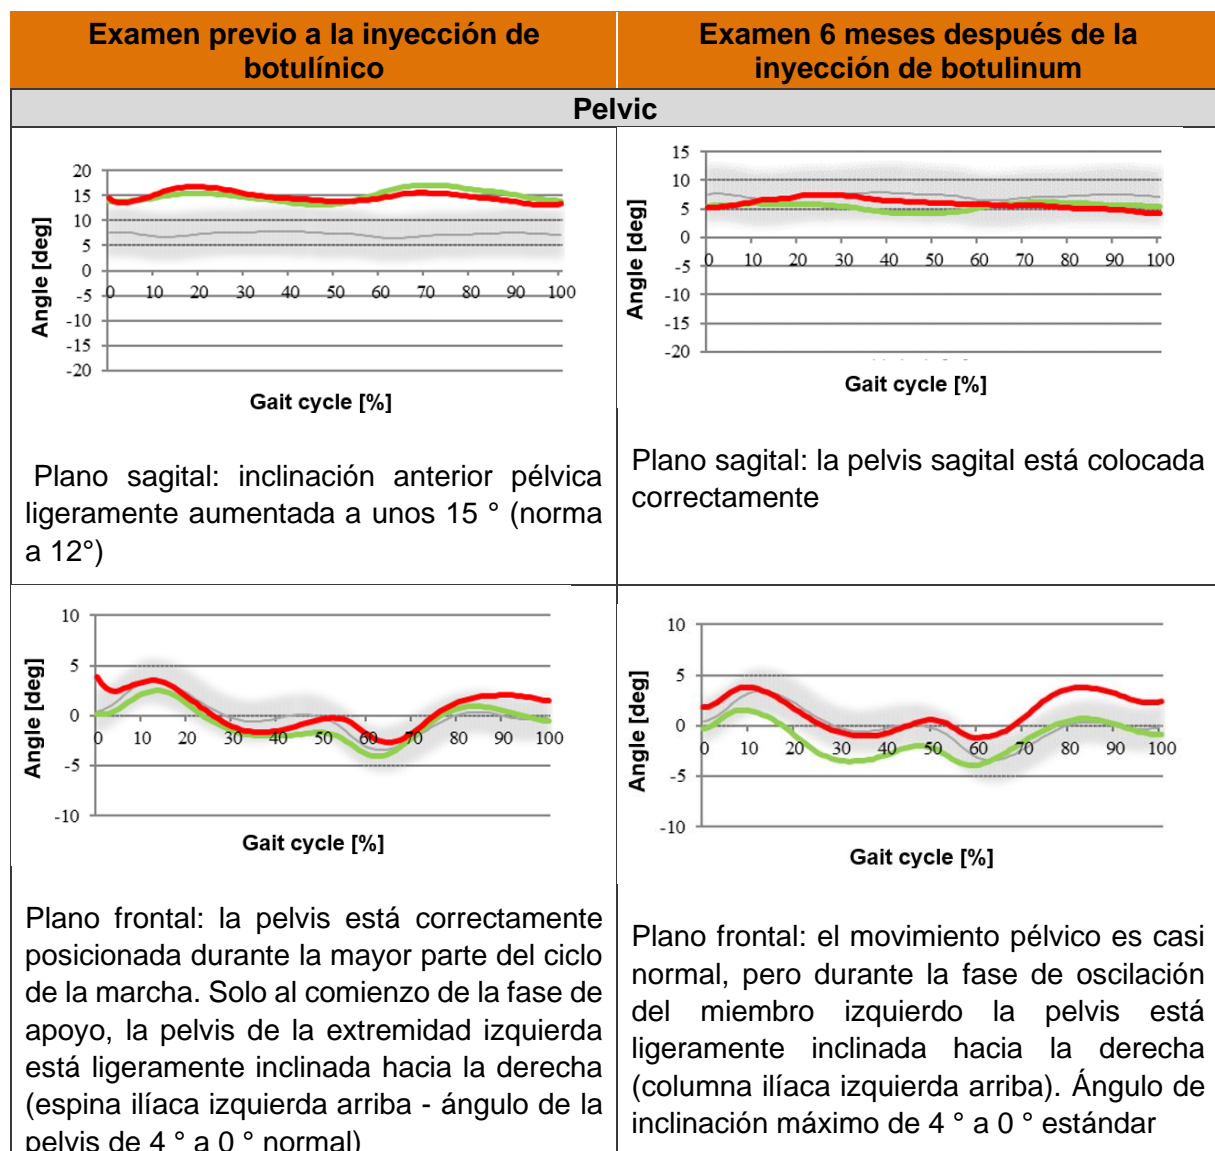 Examen previo a la inyección de
botulínico
Examen 6 meses después de la
inyección de botulinum
Pelvic
20
15
10
5
0
-5
-10
-15
-20
0 10 20 30 40 50 60 70 80 90 100
Angle [deg]
Gait cycle [%]
Plano sagital: inclinación anterior pélvica
ligeramente aumentada a unos 15 ° (norma
a 12°)
15
10
5
0
-5
-10
-15
-20
0 10 20 30 40 50 60 70 80 90 100
Angle [deg]
Gait cycle [%]
Plano sagital: la pelvis sagital está colocada
correctamente
10
5
0
-5
-10
0 10 20 30 40 50 60 70 80 90 100
Angle [deg]
Gait cycle [%]
Plano frontal: la pelvis está correctamente
posicionada durante la mayor parte del ciclo
de la marcha. Solo al comienzo de la fase de
apoyo, la pelvis de la extremidad izquierda
está ligeramente inclinada hacia la derecha
(espina ilíaca izquierda arriba - ángulo de la
pelvis de 4 ° a 0 ° normal)
10
5
0
-5
-10
0 10 20 30 40 50 60 70 80 90 100
Angle [deg]
Gait cycle [%]
Plano frontal: el movimiento pélvico es casi
normal, pero durante la fase de oscilación
del miembro izquierdo la pelvis está
ligeramente inclinada hacia la derecha
(columna ilíaca izquierda arriba). Ángulo de
inclinación máximo de 4 ° a 0 ° estándar